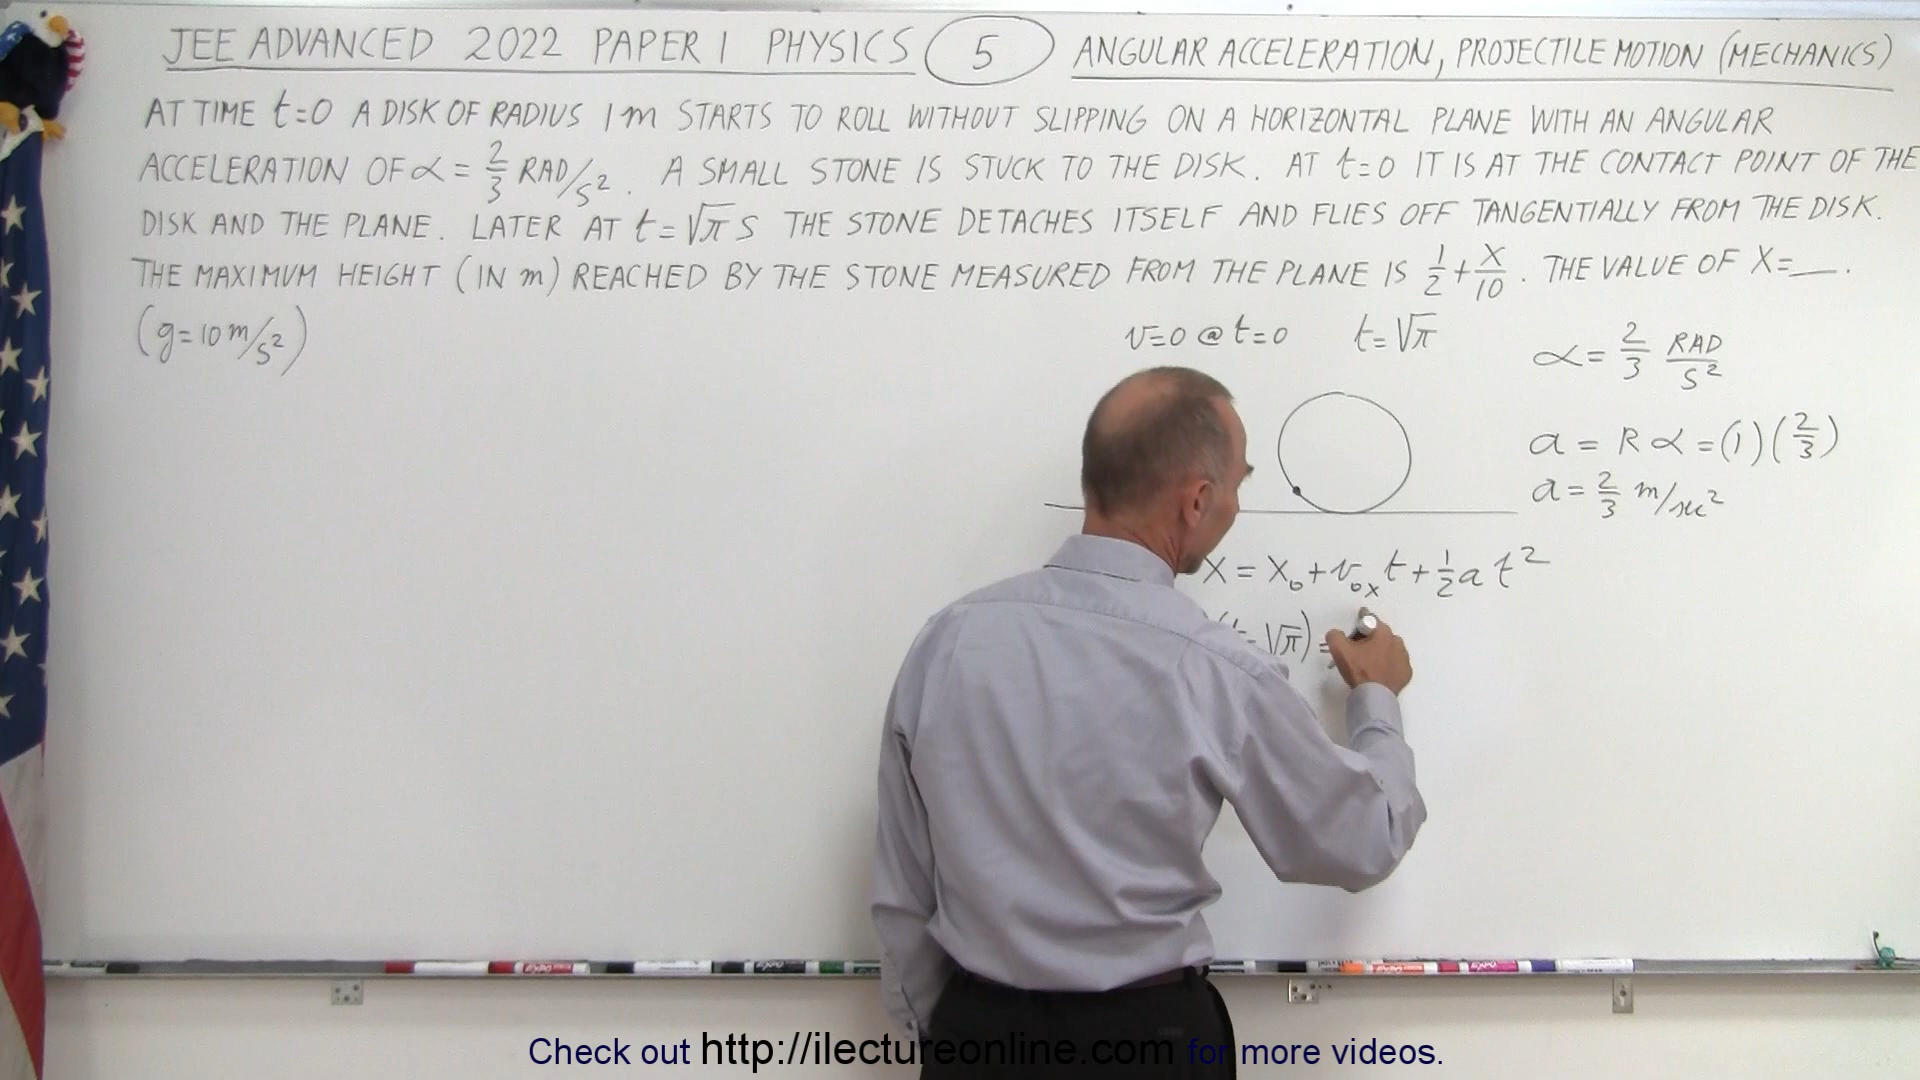 JEE ADVANCED 2022 PAPER 1 PHYSICS 5 ANGULAR ACCELERATION, PROJECTILE MOTION (MECHANICS)
AT TIME t=0 A DISK OF RADIUS 1m STARTS TO ROLL WITHOUT SLIPPING ON A HORIZONTAL PLANE WITH AN ANGULAR
ACCELERATION OF α = 2/3 RAD/s². A SMALL STONE IS STUCK TO THE DISK. AT t=0 IT IS AT THE CONTACT POINT OF THE
DISK AND THE PLANE. LATER AT t=√π s THE STONE DETACHES ITSELF AND FLIES OFF TANGENTIALLY FROM THE DISK.
THE MAXIMUM HEIGHT (IN m) REACHED BY THE STONE MEASURED FROM THE PLANE IS 1/2 + x/10. THE VALUE OF X=__.
(g=10 m/s²)
v=0 @ t=0 t=√π
α = 2/3 RAD/S²
a = R α = (1)(2/3)
a = 2/3 m/sec²
X = X₀ + v₀ₓ t + 1/2 a t²
√π) =
Check out http://ilectureonline.com for more videos.